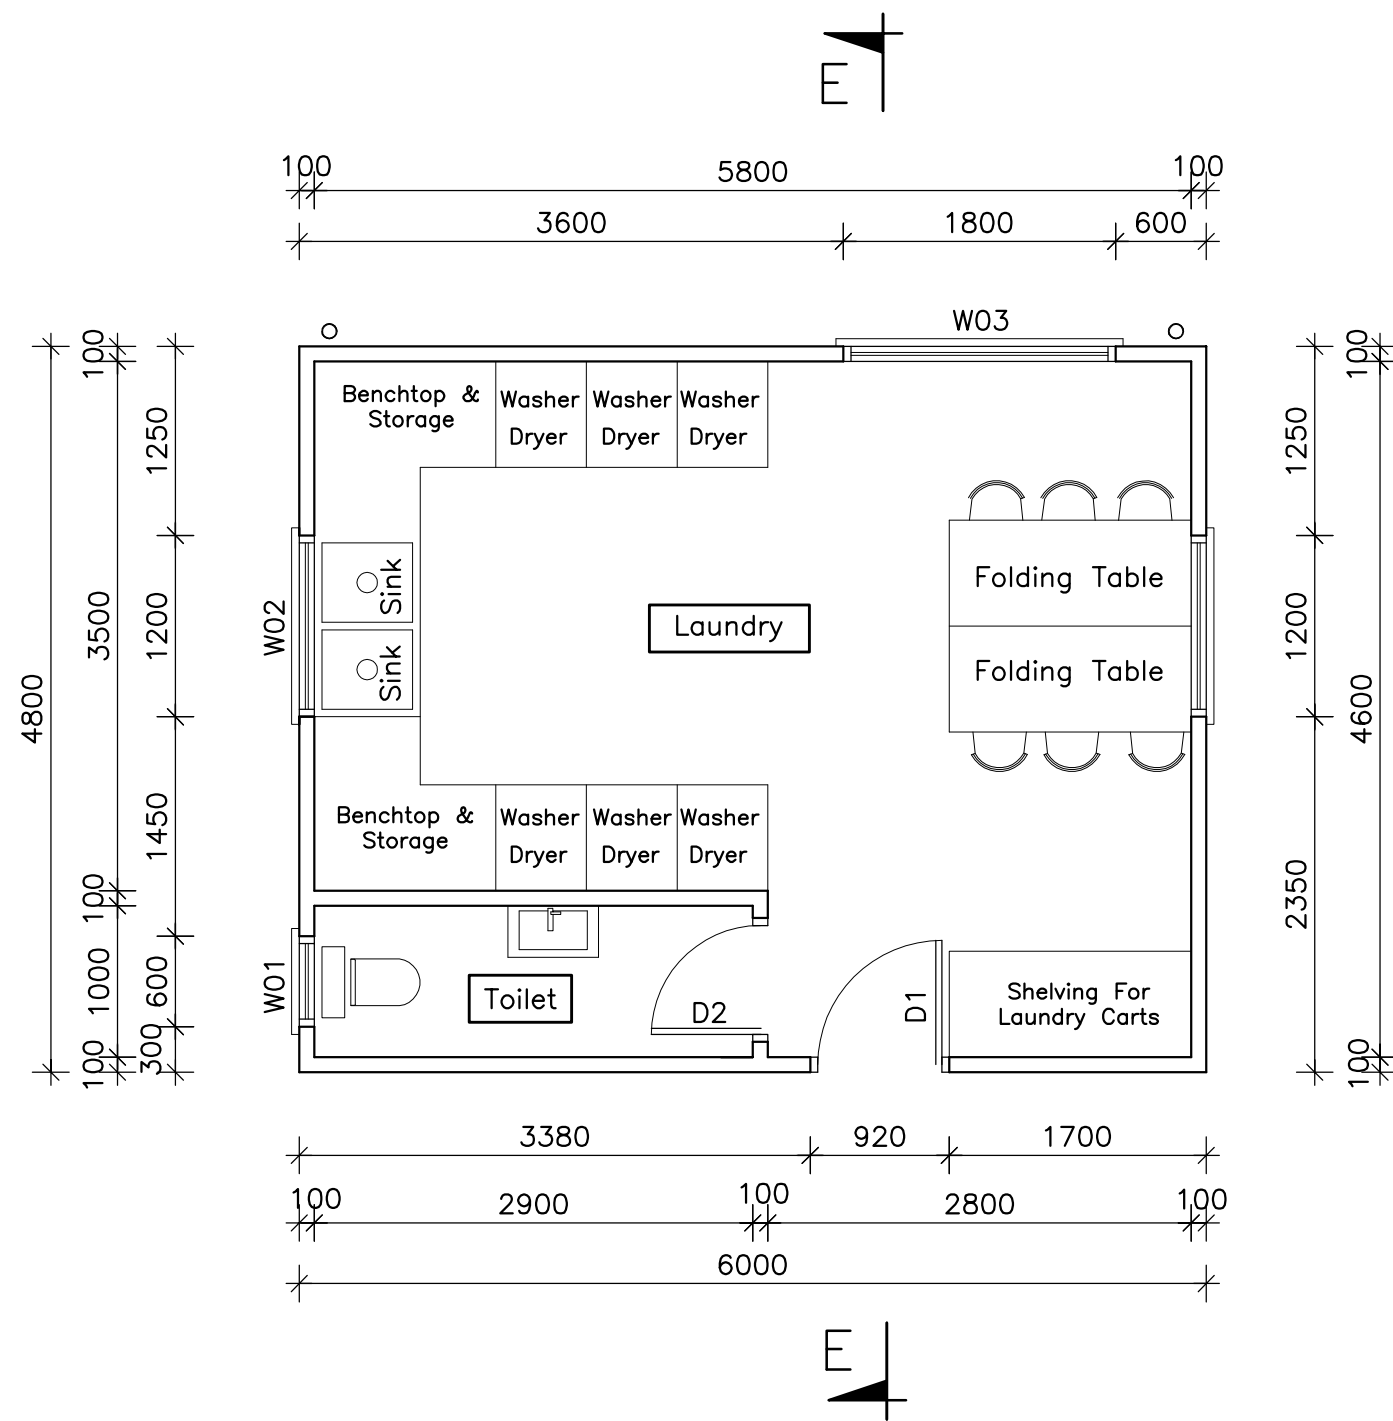 E
100 5800 100
3600 1800 600
W03
Benchtop &
Storage
Washer
Dryer
Washer
Dryer
Washer
Dryer
Sink
Sink
W02
Laundry
Folding Table
Folding Table
Benchtop &
Storage
Washer
Dryer
Washer
Dryer
Washer
Dryer
W01
Toilet
D2
D1
Shelving For
Laundry Carts
4800
100
3500
100
1000
100
1250
1200
1450
600
300
1250
1200
2350
100
4600
100
3380 920 1700
100 2900 100 2800 100
6000
E